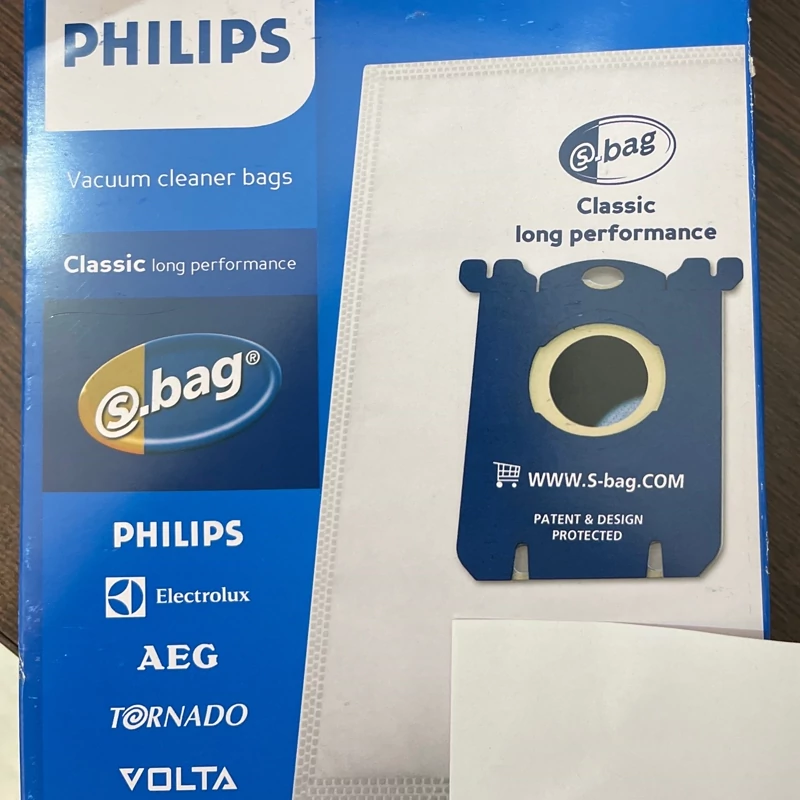 PHILIPS
Vacuum cleaner bags
Classic long performance
s-bag®
PHILIPS
Electrolux
AEG
TORNADO
VOLTA
s-bag
Classic
long performance
WWW.S-bag.COM
PATENT & DESIGN
PROTECTED